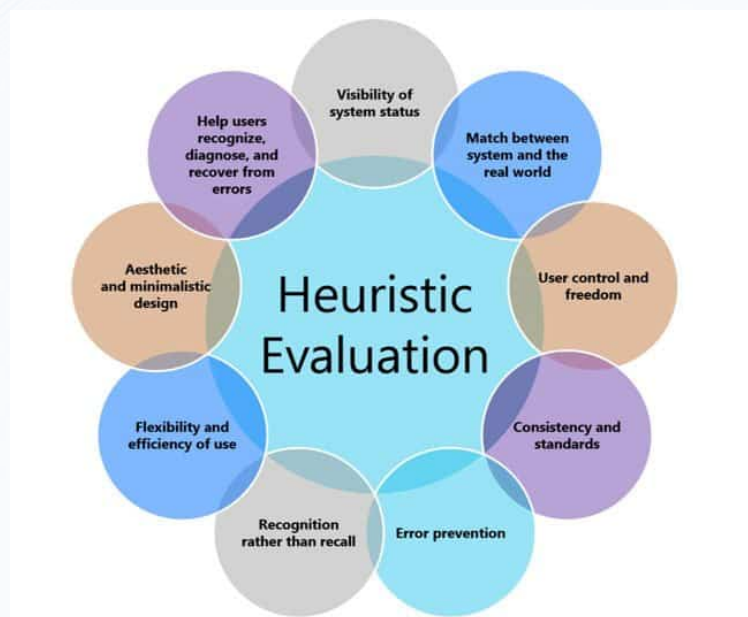 Heuristic
Evaluation
Visibility of
system status
Match between
system and the
real world
User control and
freedom
Consistency and
standards
Error prevention
Recognition
rather than recall
Flexibility and
efficiency of use
Aesthetic
and minimalistic
design
Help users
recognize,
diagnose, and
recover from
errors